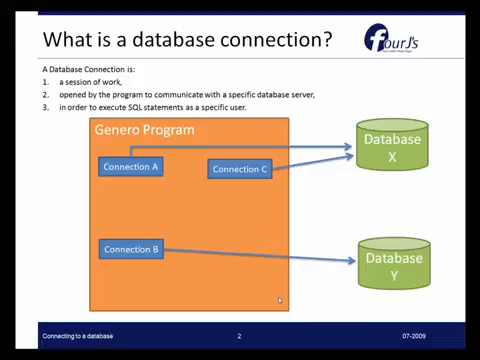 What is a database connection?
fourJ's
A Database Connection is:
1. a session of work,
2. opened by the program to communicate with a specific database server,
3. in order to execute SQL statements as a specific user.
Genero Program
Connection A
Connection C
Database
X
Connection B
Database
Y
Connecting to a database
2
07-2009